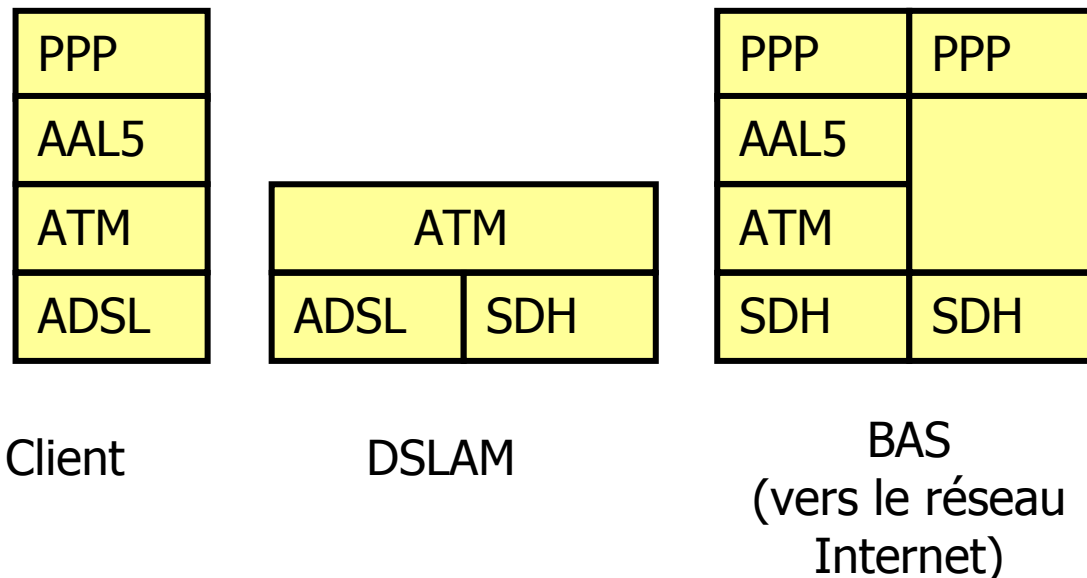 PPP
AAL5
ATM
ADSL
Client
ATM
ADSL SDH
DSLAM
PPP PPP
AAL5
ATM
SDH SDH
BAS
(vers le réseau
Internet)